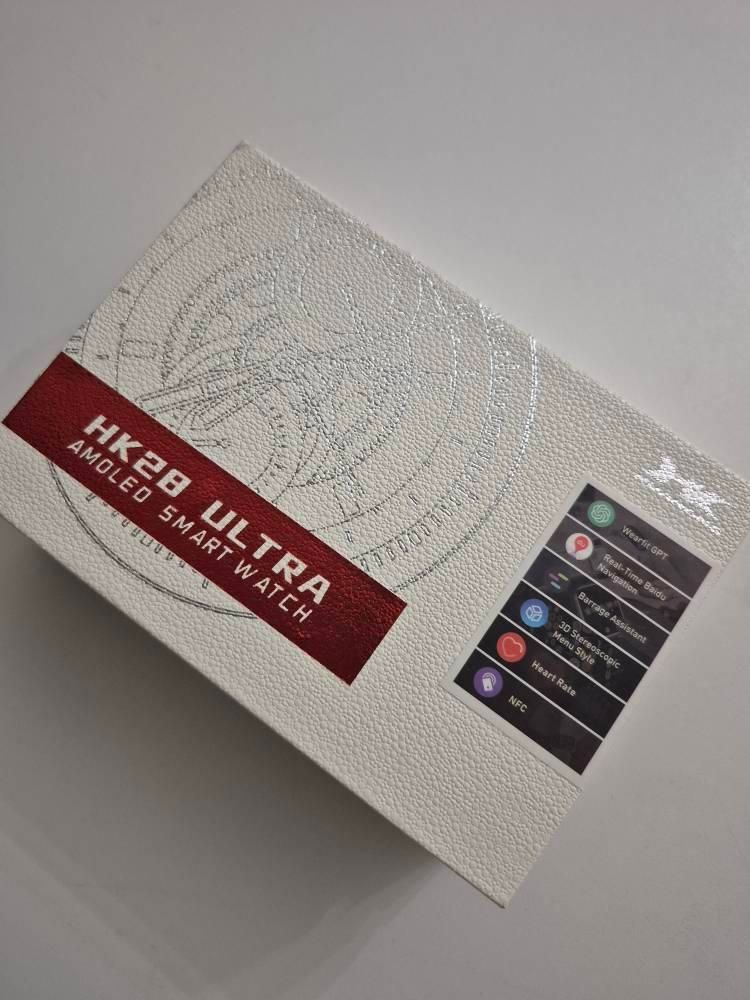 HK28 ULTRA
AMOLED SMART WATCH
Wearfit GPT
Real-Time Baidu
Navigation
Barrage Assistant
3D Stereoscopic
Menu Style
Heart Rate
NFC